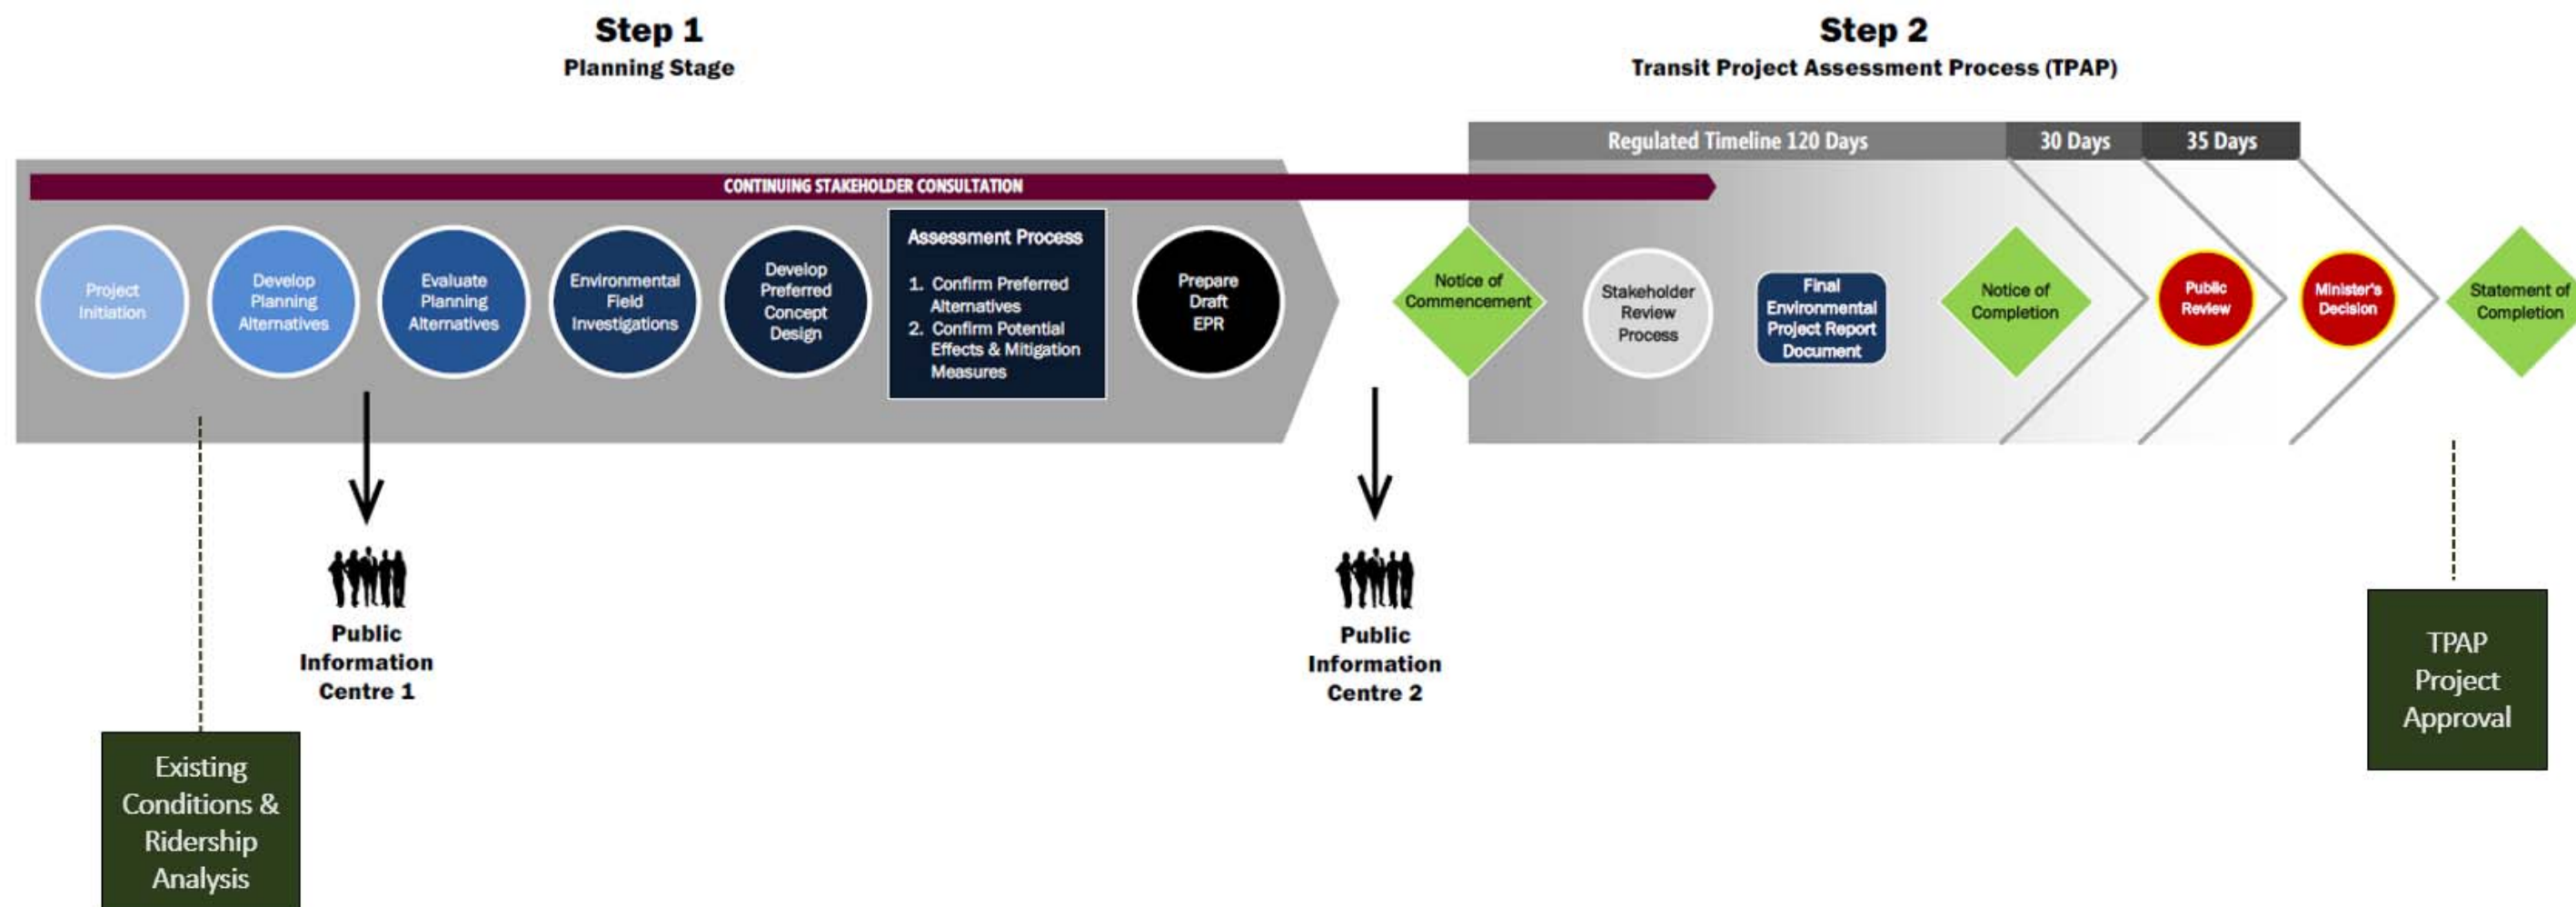 Step 1
Planning Stage
Step 2
Transit Project Assessment Process (TPAP)
Regulated Timeline 120 Days
30 Days
35 Days
CONTINUING STAKEHOLDER CONSULTATION
Project
Initiation
Develop
Planning
Alternatives
Evaluate
Planning
Alternatives
Environmental
Field
Investigations
Develop
Preferred
Concept
Design
Assessment Process
1. Confirm Preferred
Alternatives
2. Confirm Potential
Effects & Mitigation
Measures
Prepare
Draft
EPR
Notice of
Commencement
Stakeholder
Review
Process
Final
Environmental
Project Report
Document
Notice of
Completion
Public
Review
Minister's
Decision
Statement of
Completion
Public
Information
Centre 1
Public
Information
Centre 2
Existing
Conditions &
Ridership
Analysis
TPAP
Project
Approval